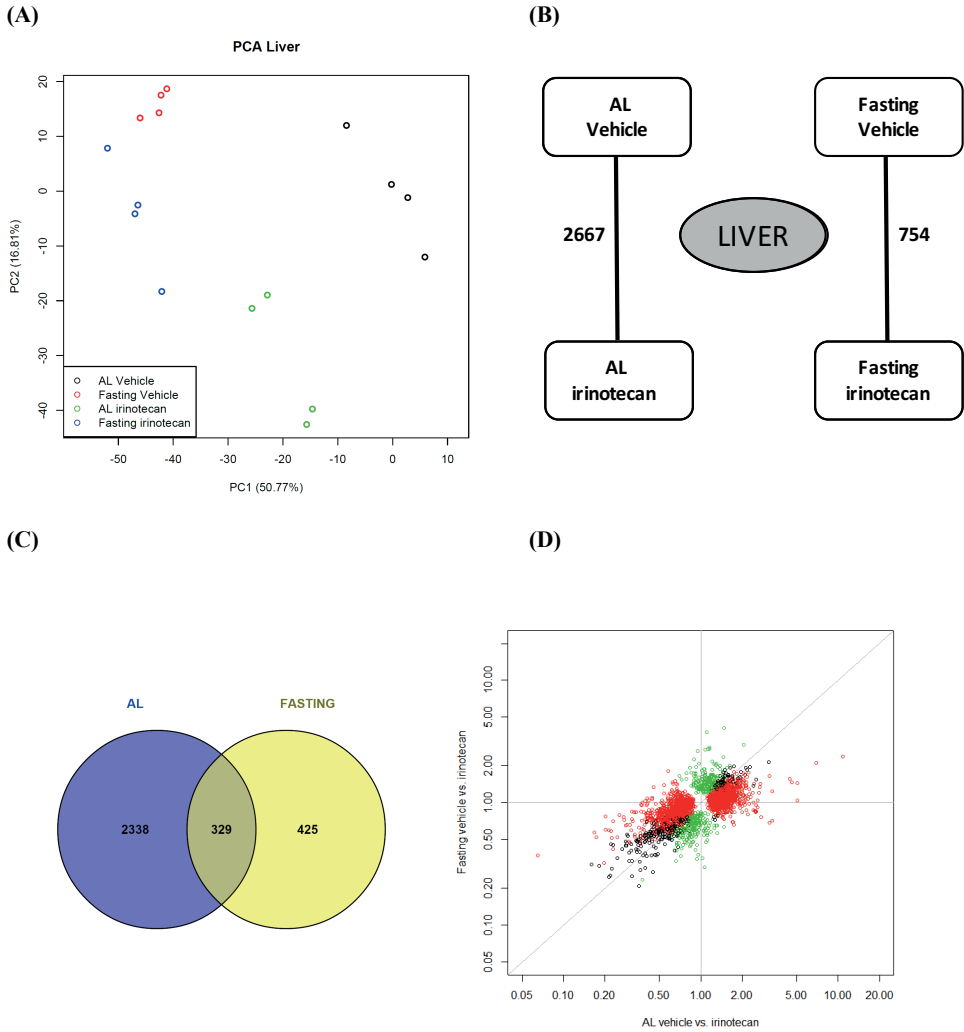 (A)
PCA Liver
20
10
0
-10
-20
-30
-40
PC2 (16.81%)
AL Vehicle
Fasting Vehicle
AL irinotecan
Fasting irinotecan
-50 -40 -30 -20 -10 0 10
PC1 (50.77%)
(B)
AL
Vehicle
Fasting
Vehicle
2667
LIVER
754
AL
irinotecan
Fasting
irinotecan
(C)
AL
FASTING
2338
329
425
(D)
10.00
5.00
2.00
1.00
0.50
0.20
0.10
0.05
Fasting vehicle vs. irinotecan
0.05 0.10 0.20 0.50 1.00 2.00 5.00 10.00 20.00
AL vehicle vs. irinotecan